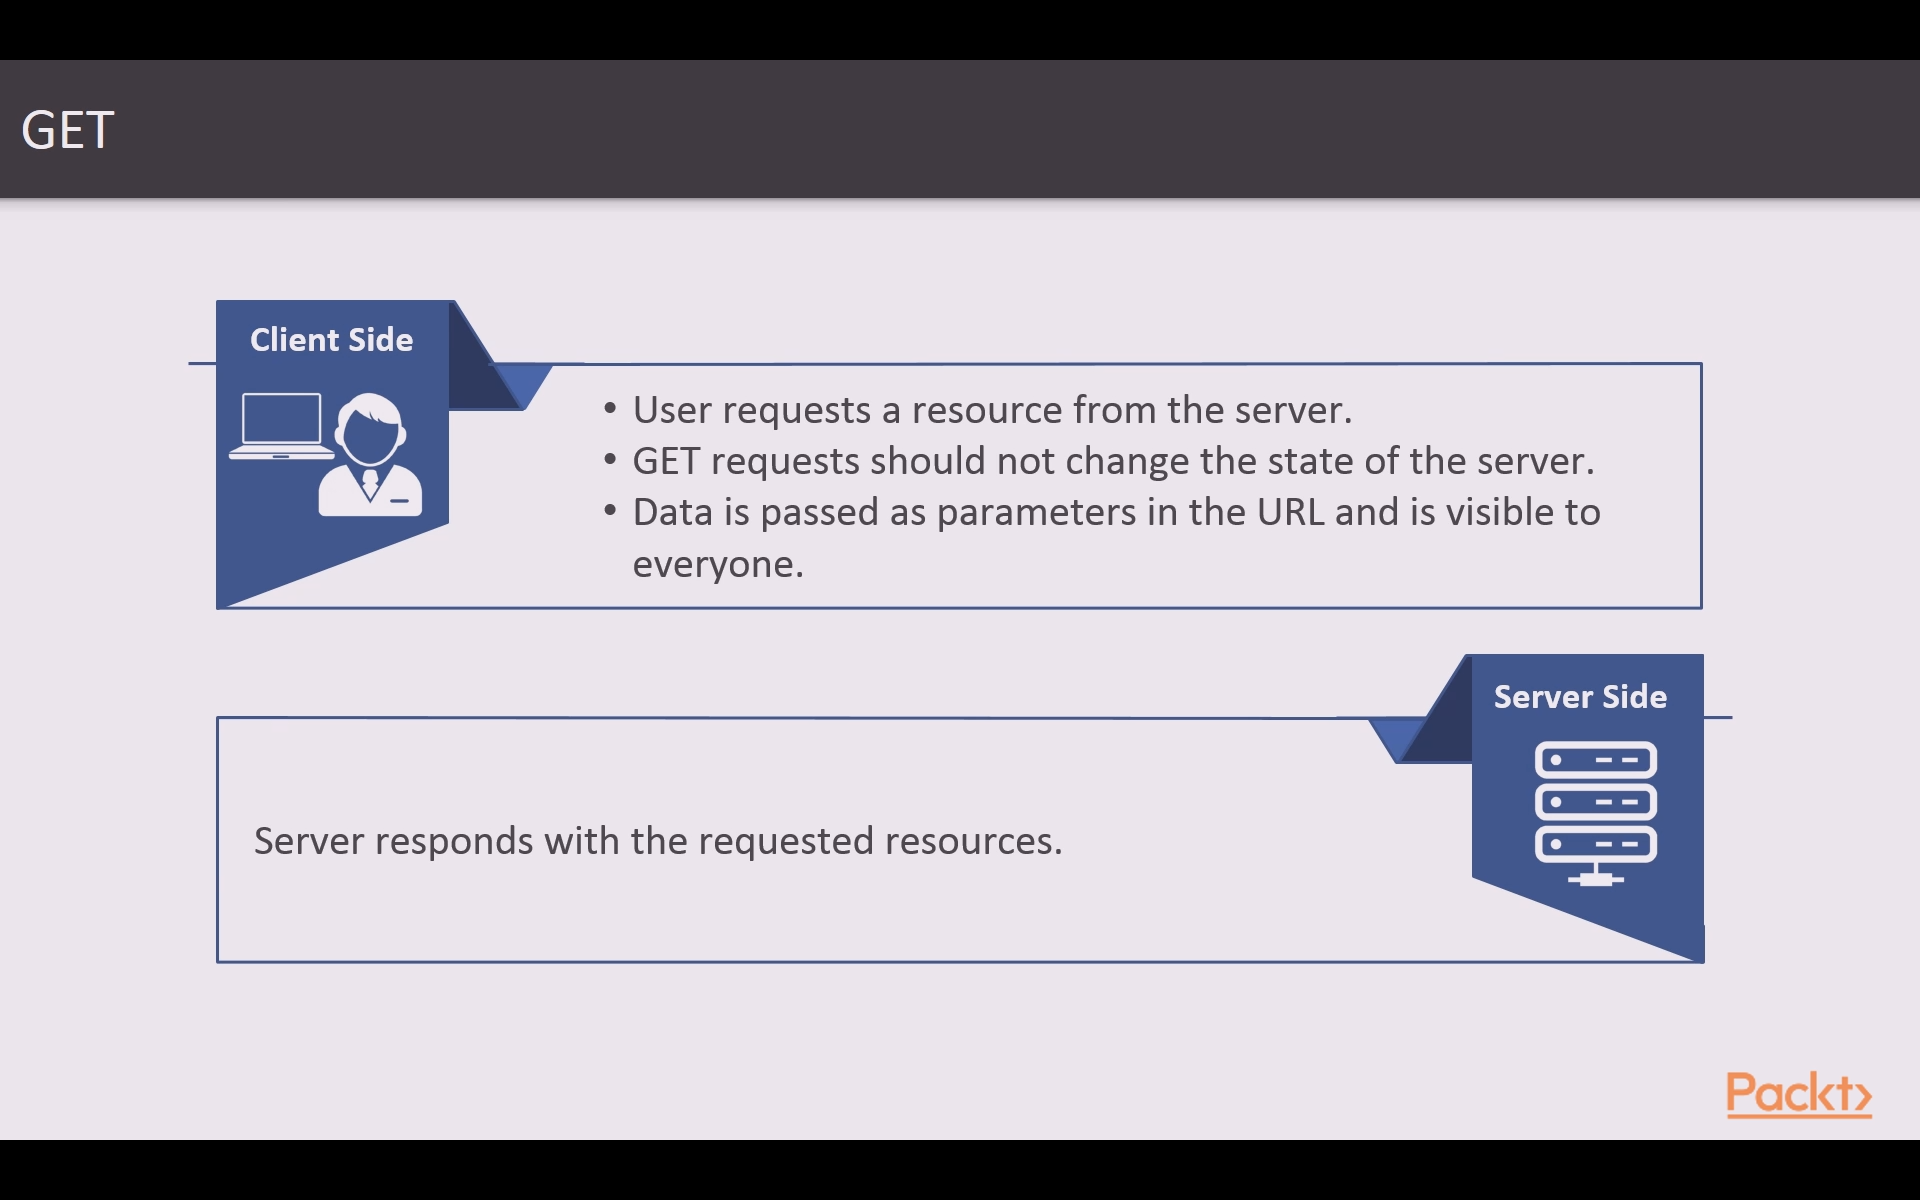 GET
Client Side
• User requests a resource from the server.
• GET requests should not change the state of the server.
• Data is passed as parameters in the URL and is visible to
everyone.
Server Side
Server responds with the requested resources.
Packt>